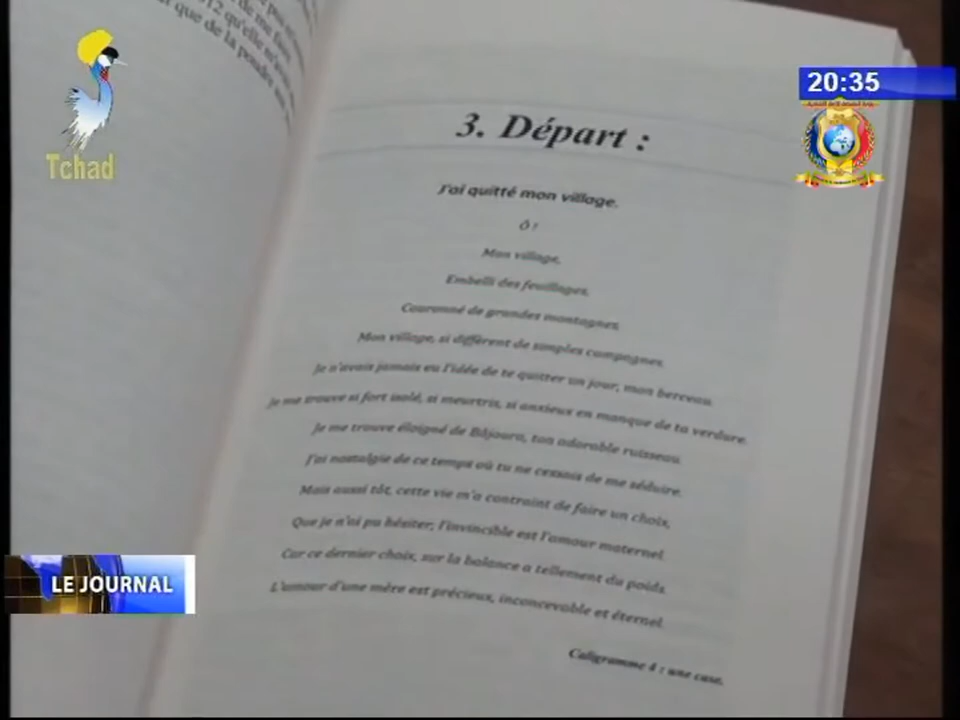 que de la poudre
20:35
Tchad
3. Départ :
J'ai quitté mon village.
Ô !
Mon village,
Embelli des feuillages,
Couronné de grandes montagnes,
Mon village, si différent de simples campagnes.
Je n'avais jamais eu l'idée de te quitter un jour, mon berceau.
Je me trouve si fort isolé, si meurtris, si anxieux en manque de ta verdure.
Je me trouve éloigné de Bâjoura, ton adorable ruisseau.
J'ai nostalgie de ce temps où tu ne cessais de me séduire.
Mais aussi tôt, cette vie m'a contraint de faire un choix,
Que je n'ai pu hésiter; l'invincible est l'amour maternel.
Car ce dernier choix, sur la balance a tellement du poids.
L'amour d'une mère est précieux, inconcevable et éternel.
Caligramme 4 : une case.
LE JOURNAL